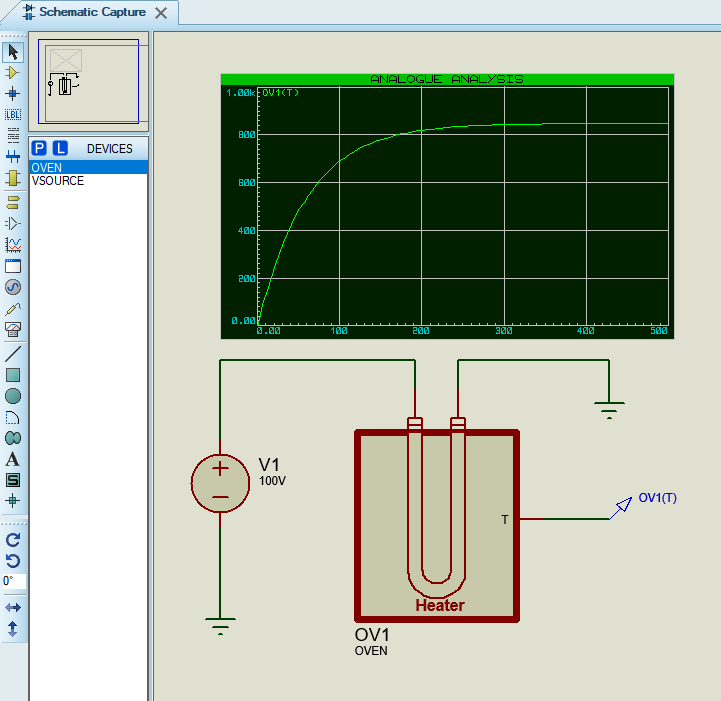 Schematic Capture
LBL
P L DEVICES
OVEN
VSOURCE
A
S
0°
ANALOGUE ANALYSIS
1.00k OV1(T)
800
600
400
200
0.00
0.00 100 200 300 400 500
V1
100V
T
OV1(T)
Heater
OV1
OVEN